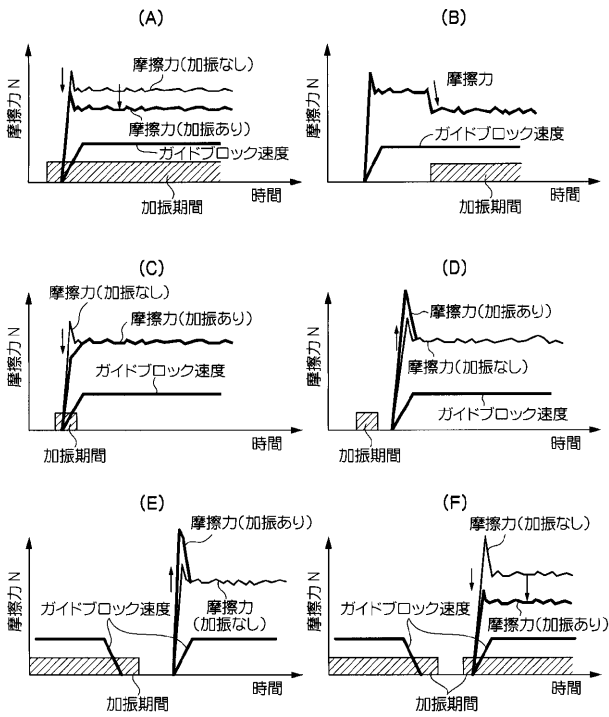 (A)
摩擦力 N
摩擦力(加振なし)
摩擦力(加振あり)
ガイドブロック速度
加振期間
時間
(B)
摩擦力 N
摩擦力
ガイドブロック速度
加振期間
時間
(C)
摩擦力 N
摩擦力(加振なし)
摩擦力(加振あり)
ガイドブロック速度
加振期間
時間
(D)
摩擦力 N
摩擦力(加振あり)
摩擦力(加振なし)
ガイドブロック速度
加振期間
時間
(E)
摩擦力 N
摩擦力(加振あり)
ガイドブロック速度
摩擦力
(加振なし)
加振期間
時間
(F)
摩擦力 N
摩擦力(加振なし)
ガイドブロック速度
摩擦力(加振あり)
加振期間
時間